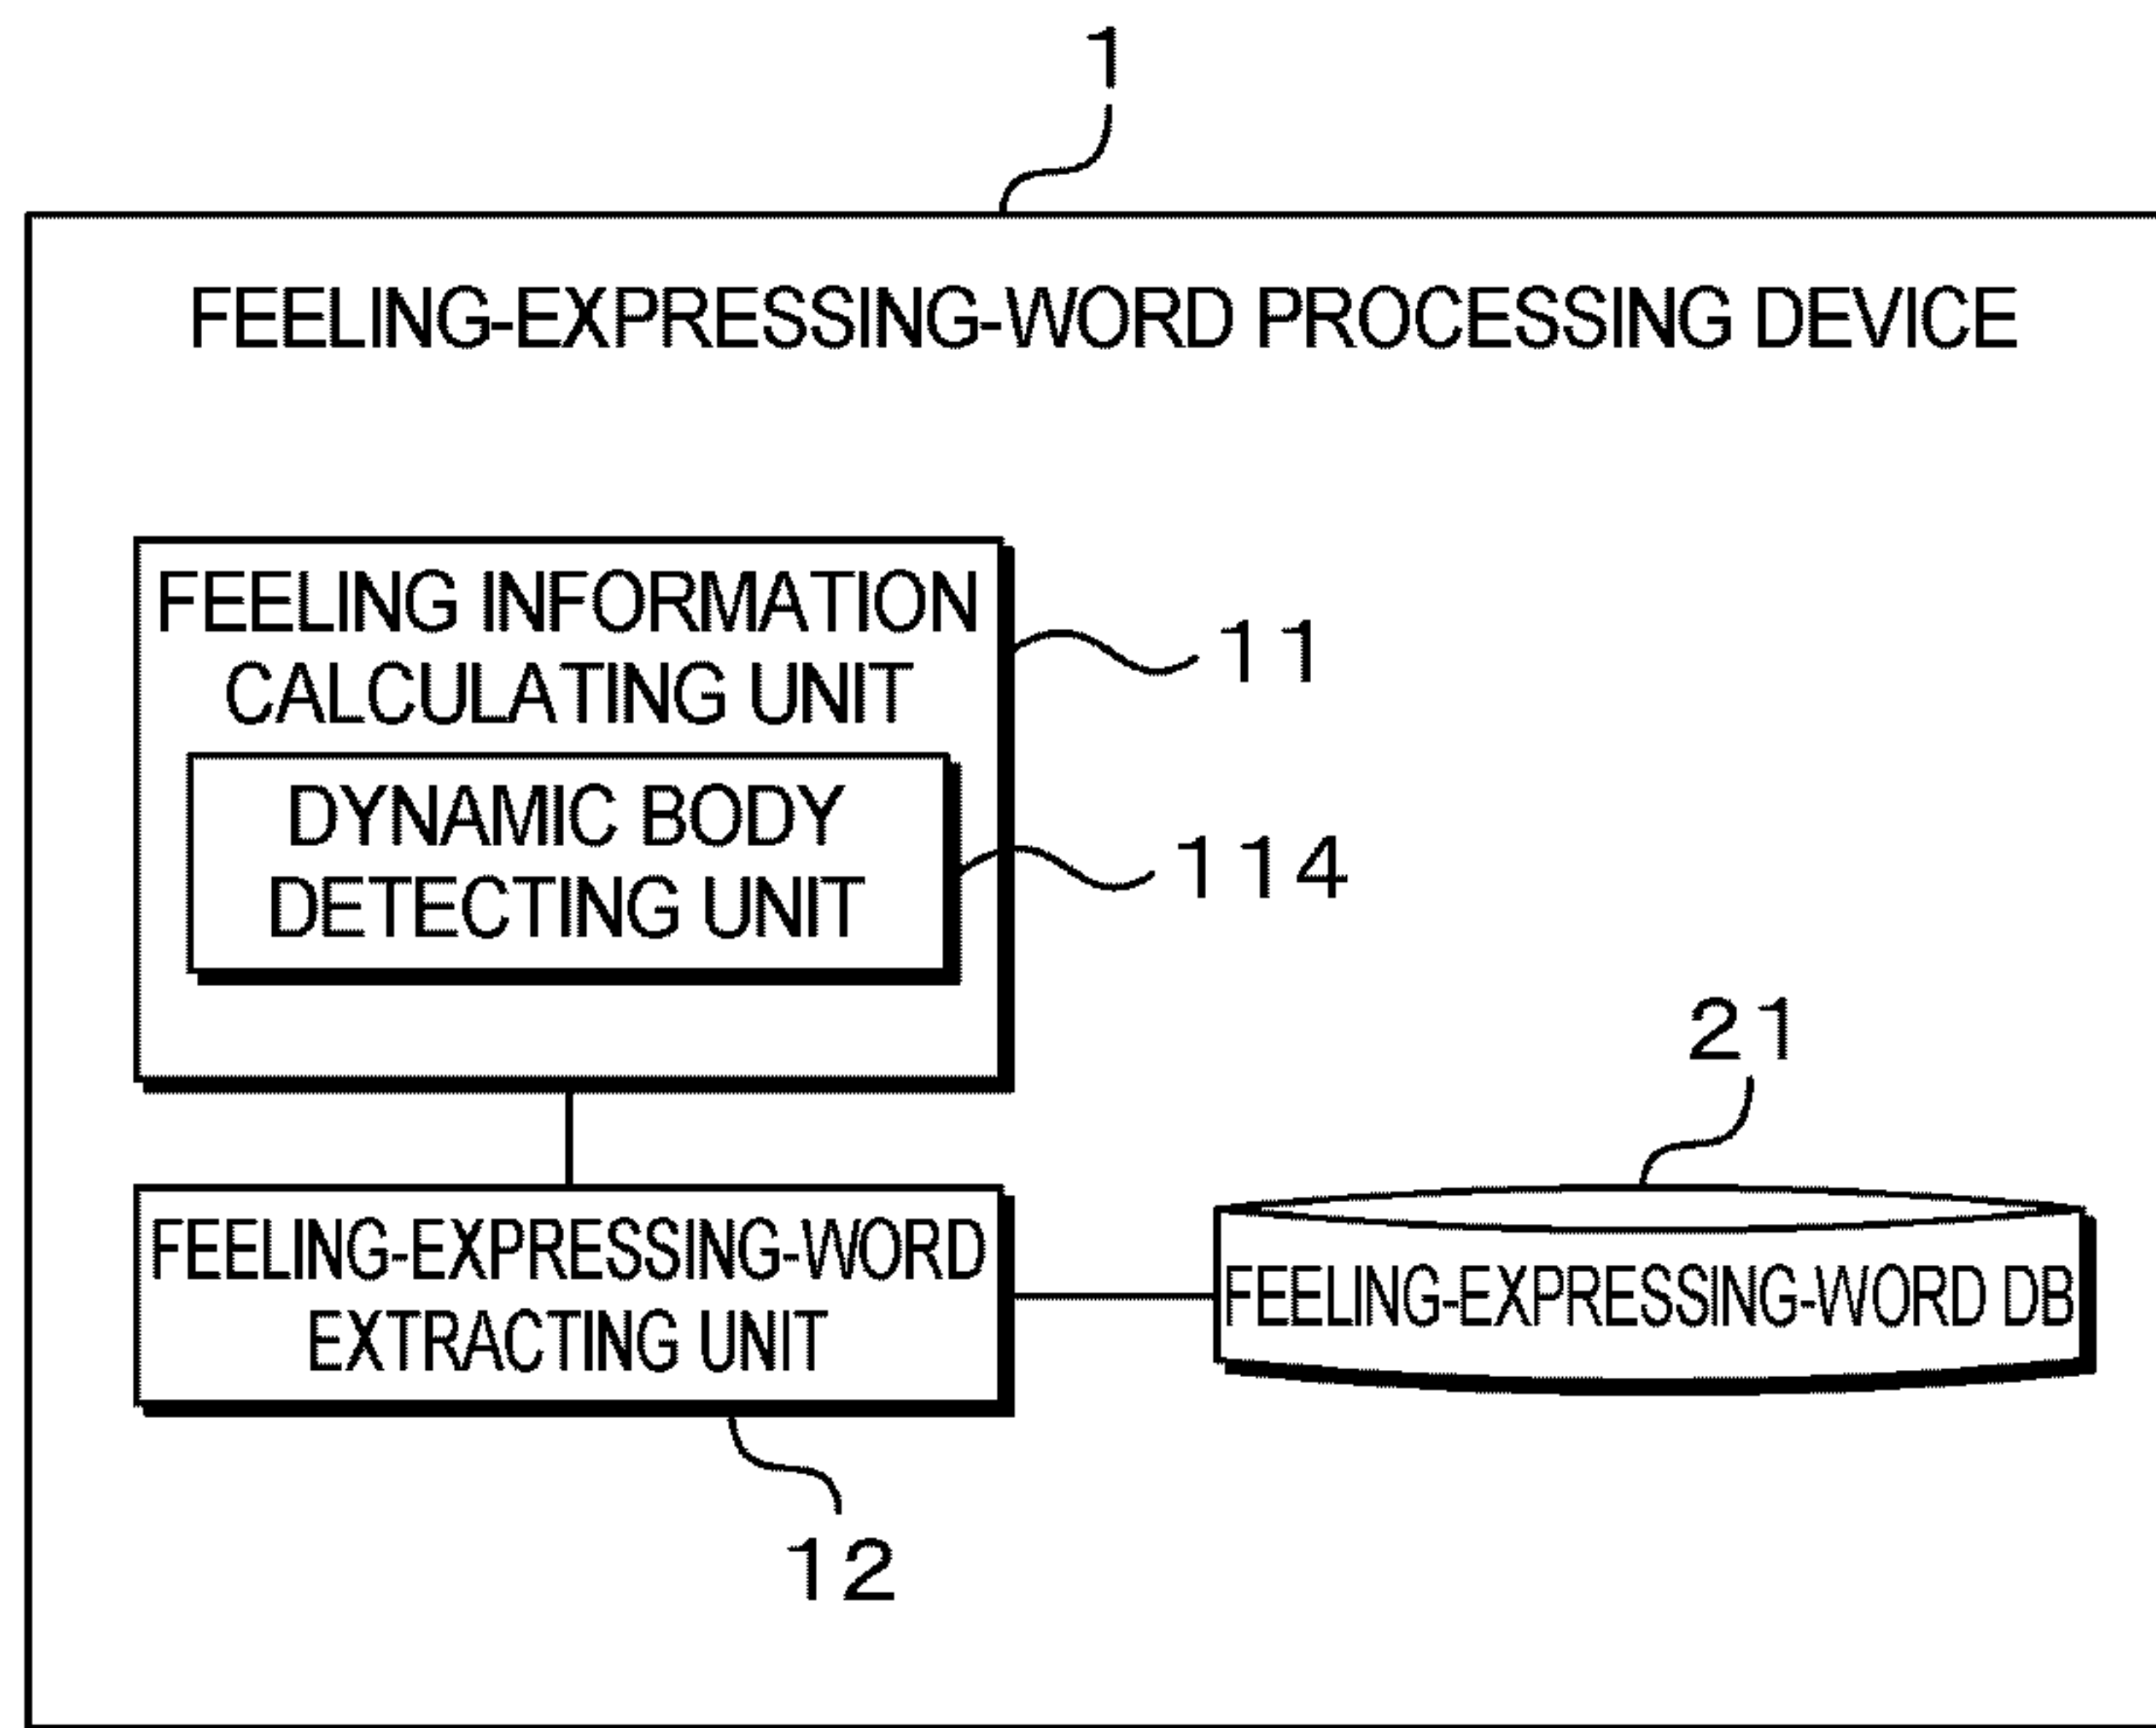 1
FEELING-EXPRESSING-WORD PROCESSING DEVICE
FEELING INFORMATION
CALCULATING UNIT
11
DYNAMIC BODY
DETECTING UNIT
114
21
FEELING-EXPRESSING-WORD
EXTRACTING UNIT
FEELING-EXPRESSING-WORD DB
12